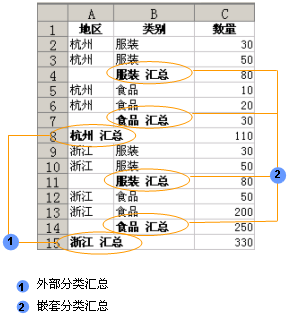 A B C
1 地区 类别 数量
2 杭州 服装 30
3 杭州 服装 50
4 服装 汇总 80
5 杭州 食品 10
6 杭州 食品 20
7 食品 汇总 30
8 杭州 汇总 110
9 浙江 服装 30
10 浙江 服装 50
11 服装 汇总 80
12 浙江 食品 50
13 浙江 食品 200
14 食品 汇总 250
15 浙江 汇总 330
1
2
1 外部分类汇总
2 嵌套分类汇总